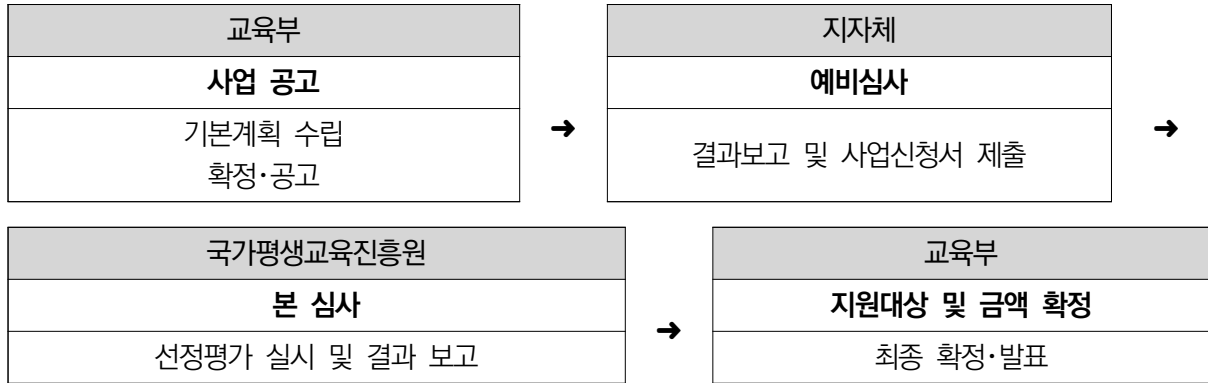 교육부
사업 공고
기본계획 수립
확정·공고
➜
지자체
예비심사
결과보고 및 사업신청서 제출
➜
국가평생교육진흥원
본 심사
선정평가 실시 및 결과 보고
➜
교육부
지원대상 및 금액 확정
최종 확정·발표